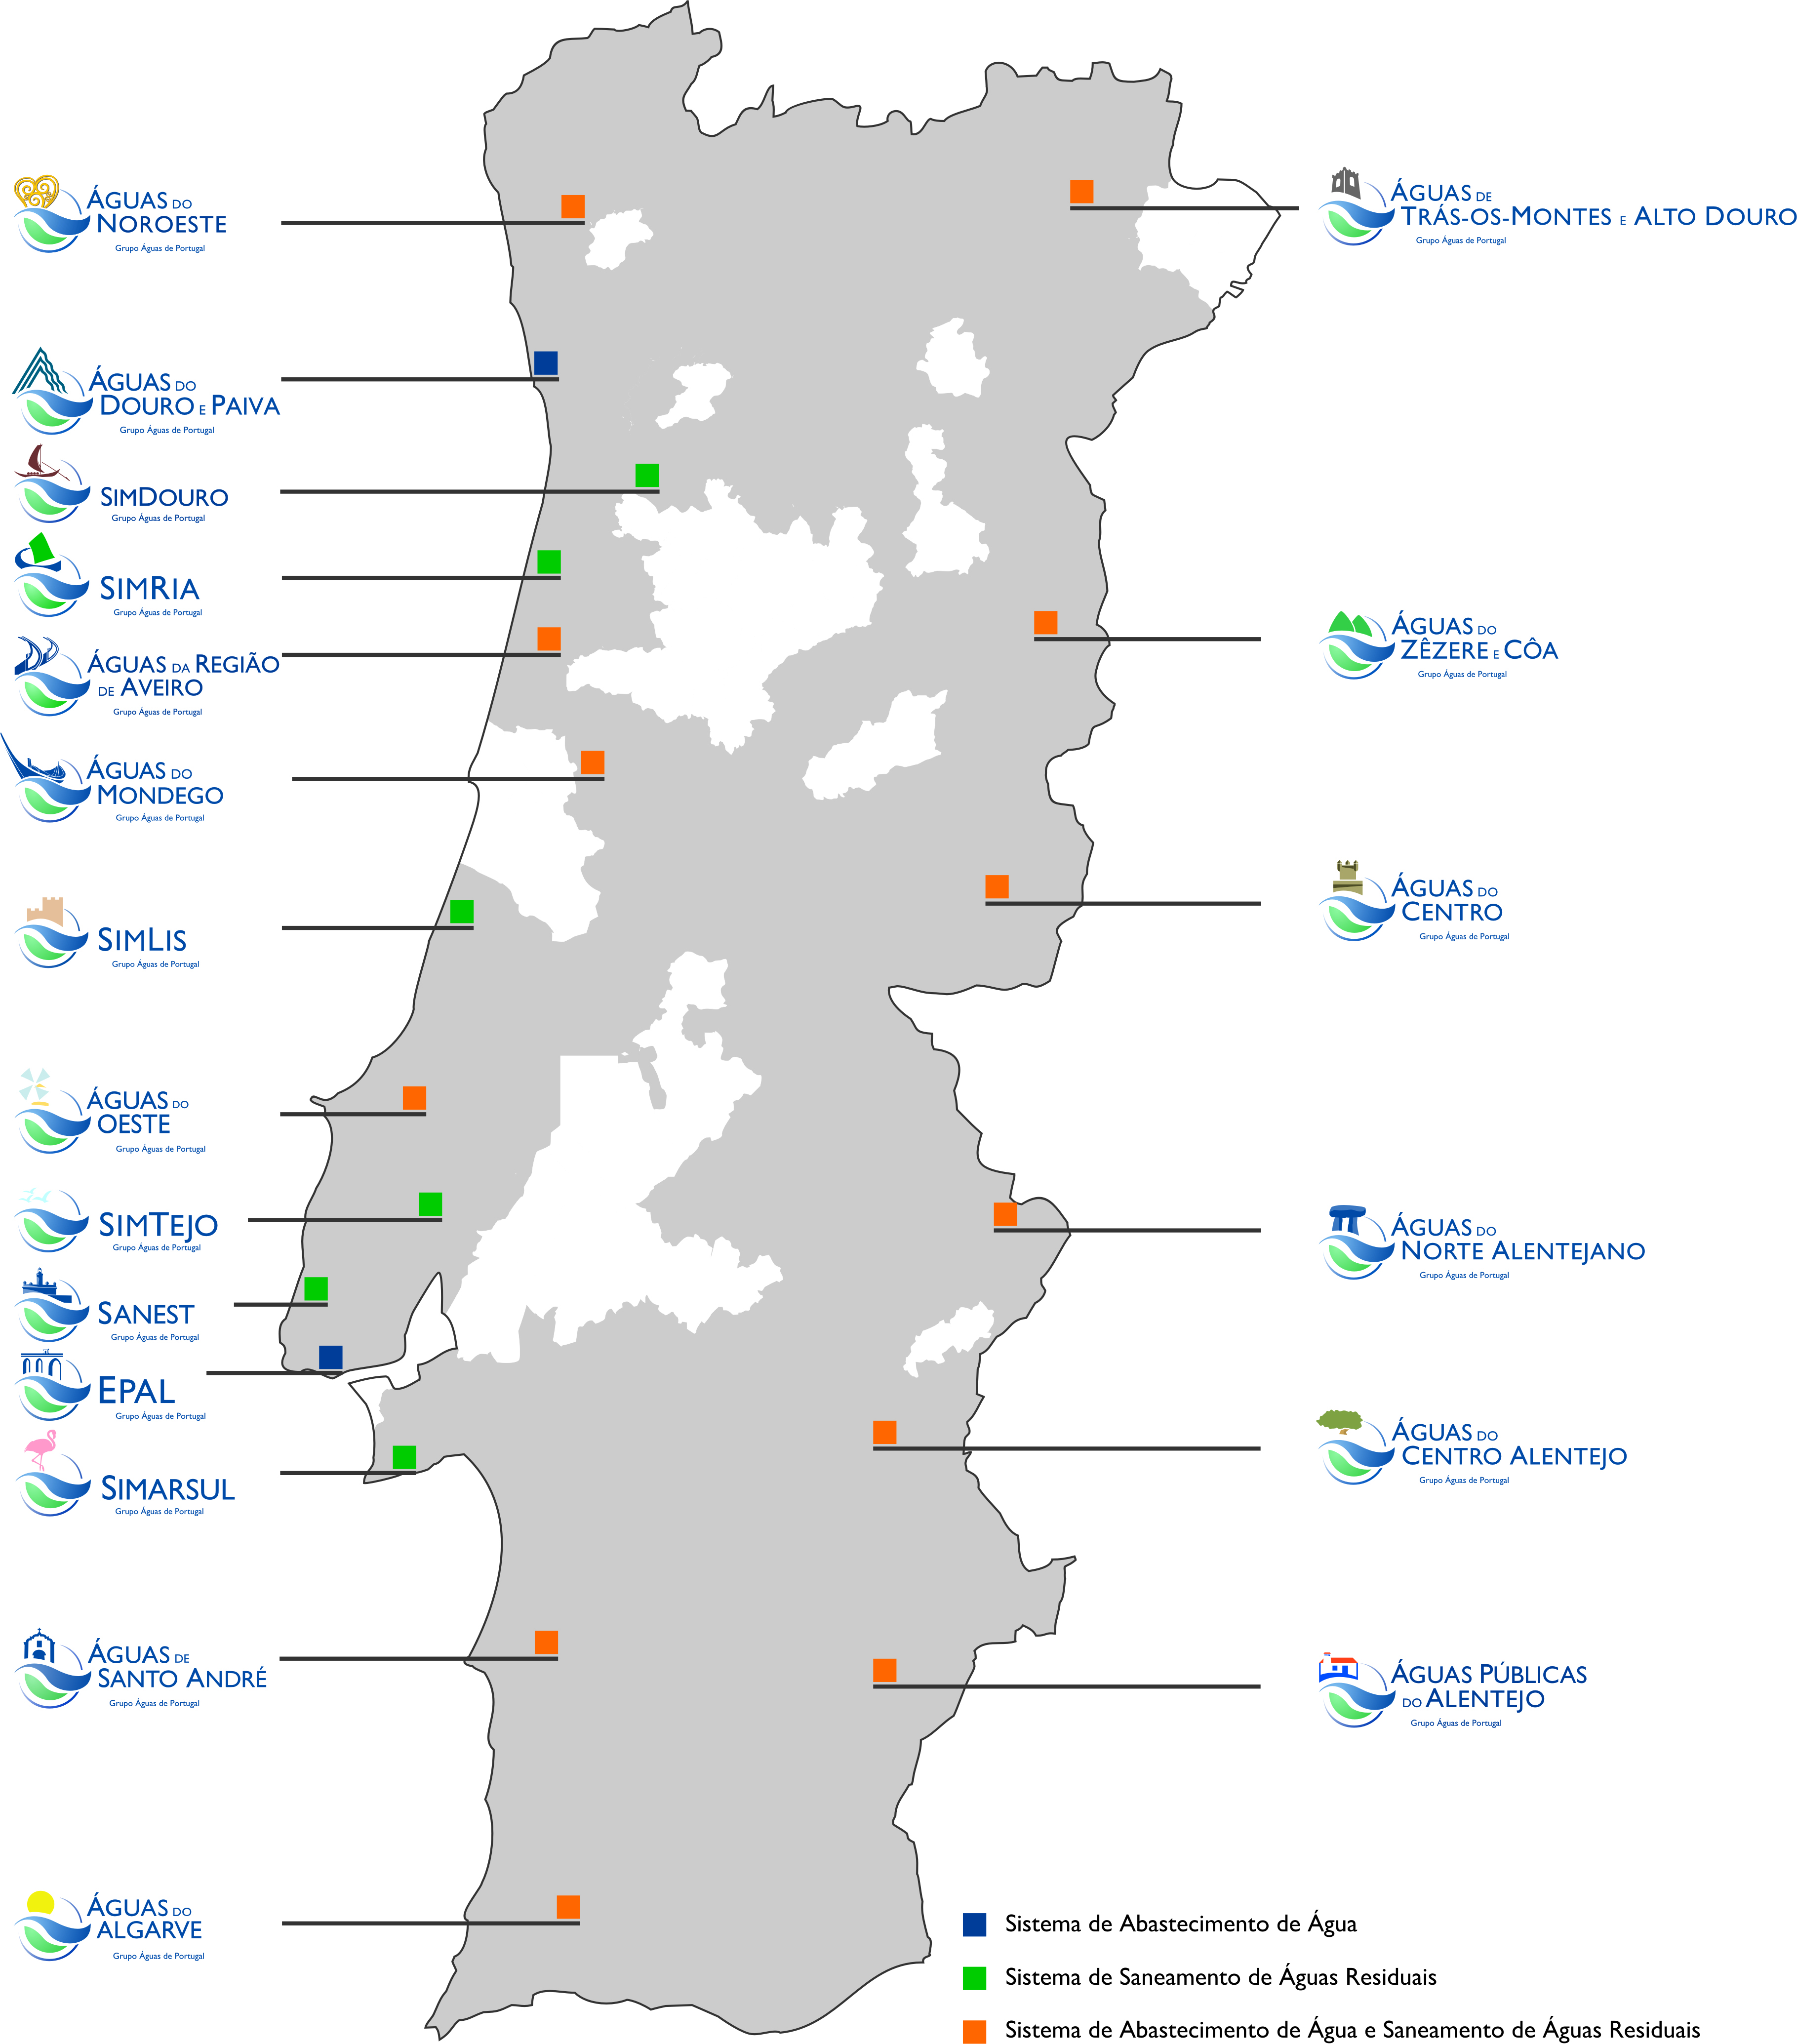 ÁGUAS DO
NOROESTE
Grupo Águas de Portugal
ÁGUAS DO
DOURO E PAIVA
Grupo Águas de Portugal
SIMDOURO
Grupo Águas de Portugal
SIMRIA
Grupo Águas de Portugal
ÁGUAS DA REGIÃO
DE AVEIRO
Grupo Águas de Portugal
ÁGUAS DO
MONDEGO
Grupo Águas de Portugal
SIMLIS
Grupo Águas de Portugal
ÁGUAS DO
OESTE
Grupo Águas de Portugal
SIMTEJO
Grupo Águas de Portugal
SANEST
Grupo Águas de Portugal
EPAL
Grupo Águas de Portugal
SIMARSUL
Grupo Águas de Portugal
ÁGUAS DE
SANTO ANDRÉ
Grupo Águas de Portugal
ÁGUAS DO
ALGARVE
Grupo Águas de Portugal
ÁGUAS DE
TRÁS-OS-MONTES E ALTO DOURO
Grupo Águas de Portugal
ÁGUAS DO
ZÊZERE E CÔA
Grupo Águas de Portugal
ÁGUAS DO
CENTRO
Grupo Águas de Portugal
ÁGUAS DO
NORTE ALENTEJANO
Grupo Águas de Portugal
ÁGUAS DO
CENTRO ALENTEJO
Grupo Águas de Portugal
ÁGUAS PÚBLICAS
DO ALENTEJO
Grupo Águas de Portugal
Sistema de Abastecimento de Água
Sistema de Saneamento de Águas Residuais
Sistema de Abastecimento de Água e Saneamento de Águas Residuais